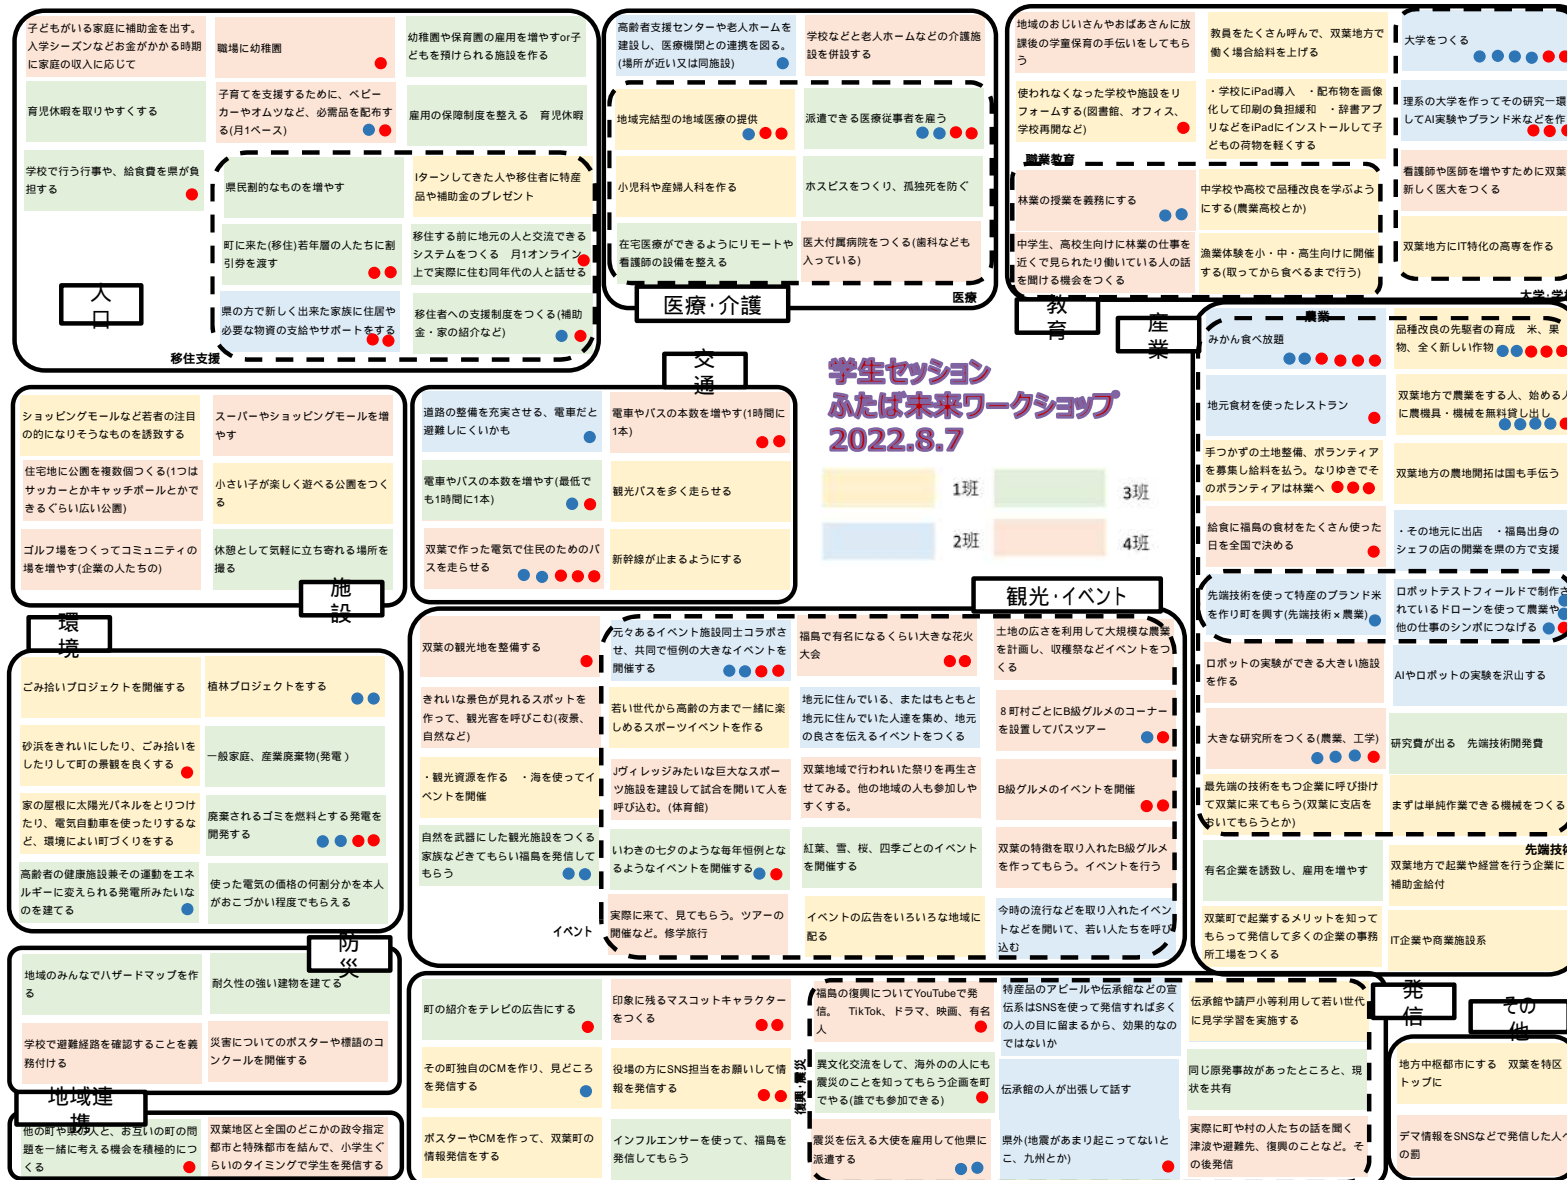 子どもがいる家庭に補助金を出す。
入学シーズンなどお金がかかる時期
に家庭の収入に応じて
職場に幼稚園
幼稚園や保育園の雇用を増やすor子
どもを預けられる施設を作る
育児休暇を取りやすくする
子育てを支援するために、ベビー
カーやオムツなど、必需品を配布す
る(月1ベース)
雇用の保障制度を整える　育児休暇
学校で行う行事や、給食費を県が負
担する
県民割的なものを増やす
Iターンしてきた人や移住者に特産
品や補助金のプレゼント
町に来た(移住)若年層の人たちに割
引券を渡す
移住する前に地元の人と交流できる
システムをつくる　月1オンライン
上で実際に住む同年代の人と話せる
県の方で新しく出来た家族に住居や
必要な物資の支給やサポートをする
移住者への支援制度をつくる(補助
金・家の紹介など)
人
口
移住支援
高齢者支援センターや老人ホームを
建設し、医療機関との連携を図る。
(場所が近い又は同施設)
学校などと老人ホームなどの介護施
設を併設する
地域完結型の地域医療の提供
派遣できる医療従事者を雇う
小児科や産婦人科を作る
ホスピスをつくり、孤独死を防ぐ
在宅医療ができるようにリモートや
看護師の設備を整える
医大付属病院をつくる(歯科なども
入っている)
医療・介護
医療
地域のおじいさんやおばあさんに放
課後の学童保育の手伝いをしてもら
う
教員をたくさん呼んで、双葉地方で
働く場合給料を上げる
大学をつくる
使われなくなった学校や施設をリ
フォームする(図書館、オフィス、
学校再開など)
・学校にiPad導入　・配布物を画像
化して印刷の負担緩和　・辞書アプ
リなどをiPadにインストールして子
どもの荷物を軽くする
理系の大学を作ってその研究一環
してAI実験やブランド米などを作
職業教育
林業の授業を義務にする
中学校や高校で品種改良を学ぶよう
にする(農業高校とか)
看護師や医師を増やすために双葉
新しく医大をつくる
中学生、高校生向けに林業の仕事を
近くで見られたり働いている人の話
を聞ける機会をつくる
漁業体験を小・中・高生向けに開催
する(取ってから食べるまで行う)
双葉地方にIT特化の高専を作る
教
育
大学・学
産
業
農業
みかん食べ放題
品種改良の先駆者の育成　米、果
物、全く新しい作物
地元食材を使ったレストラン
双葉地方で農業をする人、始める人
に農機具・機械を無料貸し出し
手つかずの土地整備、ボランティア
を募集し給料を払う。なりゆきでそ
のボランティアは林業へ
双葉地方の農地開拓は国も手伝う
給食に福島の食材をたくさん使った
日を全国で決める
・その地元に出店　・福島出身の
シェフの店の開業を県の方で支援
先端技術を使って特産のブランド米
を作り町を興す(先端技術×農業)
ロボットテストフィールドで制作さ
れているドローンを使って農業や
他の仕事のシンボにつなげる
ロボットの実験ができる大きい施設
を作る
AIやロボットの実験を沢山する
大きな研究所をつくる(農業、工学)
研究費が出る　先端技術開発費
最先端の技術をもつ企業に呼び掛け
て双葉に来てもらう(双葉に支店を
おいてもらうとか)
まずは単純作業できる機械をつくる
先端技術
有名企業を誘致し、雇用を増やす
双葉地方で起業や経営を行う企業に
補助金給付
双葉町で起業するメリットを知って
もらって発信して多くの企業の事務
所工場をつくる
IT企業や商業施設系
学生セッション
ふたば未来ワークショップ
2022.8.7
1班
3班
2班
4班
ショッピングモールなど若者の注目
の的になりそうなものを誘致する
スーパーやショッピングモールを増
やす
住宅地に公園を複数個つくる(1つは
サッカーとかキャッチボールとかで
きるぐらい広い公園)
小さい子が楽しく遊べる公園をつく
る
ゴルフ場をつくってコミュニティの
場を増やす(企業の人たちの)
休憩として気軽に立ち寄れる場所を
撮る
施
設
交
通
道路の整備を充実させる、電車だと
避難しにくいかも
電車やバスの本数を増やす(1時間に
1本)
電車やバスの本数を増やす(最低で
も1時間に1本)
観光バスを多く走らせる
双葉で作った電気で住民のためのバ
スを走らせる
新幹線が止まるようにする
環
境
ごみ拾いプロジェクトを開催する
植林プロジェクトをする
砂浜をきれいにしたり、ごみ拾いを
したりして町の景観を良くする
一般家庭、産業廃棄物(発電 )
家の屋根に太陽光パネルをとりつけ
たり、電気自動車を使ったりするな
ど、環境によい町づくりをする
廃棄されるゴミを燃料とする発電を
開発する
高齢者の健康施設兼その運動をエネ
ルギーに変えられる発電所みたいな
のを建てる
使った電気の価格の何割分かを本人
がおこづかい程度でもらえる
観光・イベント
双葉の観光地を整備する
元々あるイベント施設同士コラボさ
せ、共同で恒例の大きなイベントを
開催する
福島で有名になるくらい大きな花火
大会
土地の広さを利用して大規模な農業
を計画し、収穫祭などイベントをつ
くる
きれいな景色が見れるスポットを
作って、観光客を呼びこむ(夜景、
自然など)
若い世代から高齢の方まで一緒に楽
しめるスポーツイベントを作る
地元に住んでいる、またはもともと
地元に住んでいた人達を集め、地元
の良さを伝えるイベントをつくる
８町村ごとにB級グルメのコーナー
を設置してバスツアー
・観光資源を作る　・海を使ってイ
ベントを開催
Jヴィレッジみたいな巨大なスポー
ツ施設を建設して試合を開いて人を
呼び込む。(体育館)
双葉地域で行われいた祭りを再生さ
せてみる。他の地域の人も参加しや
すくする。
B級グルメのイベントを開催
自然を武器にした観光施設をつくる
家族などきてもらい福島を発信して
もらう
いわきの七夕のような毎年恒例とな
るようなイベントを開催する
紅葉、雪、桜、四季ごとのイベント
を開催する
双葉の特徴を取り入れたB級グルメ
を作ってもらう。イベントを行う
イベント
実際に来て、見てもらう。ツアーの
開催など。修学旅行
イベントの広告をいろいろな地域に
配る
今時の流行などを取り入れたイベン
トなどを開いて、若い人たちを呼び
込む
防
災
地域のみんなでハザードマップを作
る
耐久性の強い建物を建てる
学校で避難経路を確認することを義
務付ける
災害についてのポスターや標語のコ
ンクールを開催する
地域連
携
他の町や県の人と、お互いの町の問
題を一緒に考える機会を積極的につ
くる
双葉地区と全国のどこかの政令指定
都市と特殊都市を結んで、小学生ぐ
らいのタイミングで学生を発信する
町の紹介をテレビの広告にする
印象に残るマスコットキャラクター
をつくる
その町独自のCMを作り、見どころ
を発信する
役場の方にSNS担当をお願いして情
報を発信する
ポスターやCMを作って、双葉町の
情報発信をする
インフルエンサーを使って、福島を
発信してもらう
復興・震災
福島の復興についてYouTubeで発
信。　TikTok、ドラマ、映画、有名
人
特産品のアピールや伝承館などの宣
伝系はSNSを使って発信すれば多く
の人の目に留まるから、効果的なの
ではないか
伝承館や請戸小等利用して若い世代
に見学学習を実施する
異文化交流をして、海外のの人にも
震災のことを知ってもらう企画を町
でやる(誰でも参加できる)
伝承館の人が出張して話す
同じ原発事故があったところと、現
状を共有
震災を伝える大使を雇用して他県に
派遣する
県外(地震があまり起こってないと
こ、九州とか)
実際に町や村の人たちの話を聞く
津波や避難先、復興のことなど。そ
の後発信
発
信
その
他
地方中枢都市にする　双葉を特区
トップに
デマ情報をSNSなどで発信した人へ
の罰